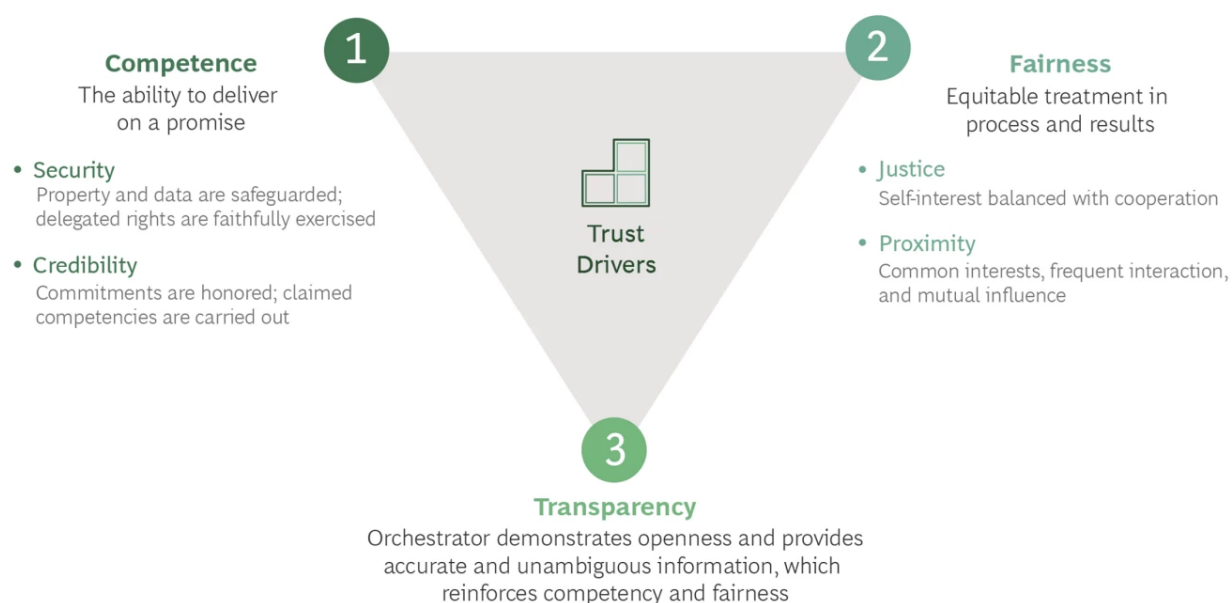 1
Competence
The ability to deliver
on a promise
• Security
Property and data are safeguarded;
delegated rights are faithfully exercised
• Credibility
Commitments are honored; claimed
competencies are carried out
Trust
Drivers
2
Fairness
Equitable treatment in
process and results
• Justice
Self-interest balanced with cooperation
• Proximity
Common interests, frequent interaction,
and mutual influence
3
Transparency
Orchestrator demonstrates openness and provides
accurate and unambiguous information, which
reinforces competency and fairness